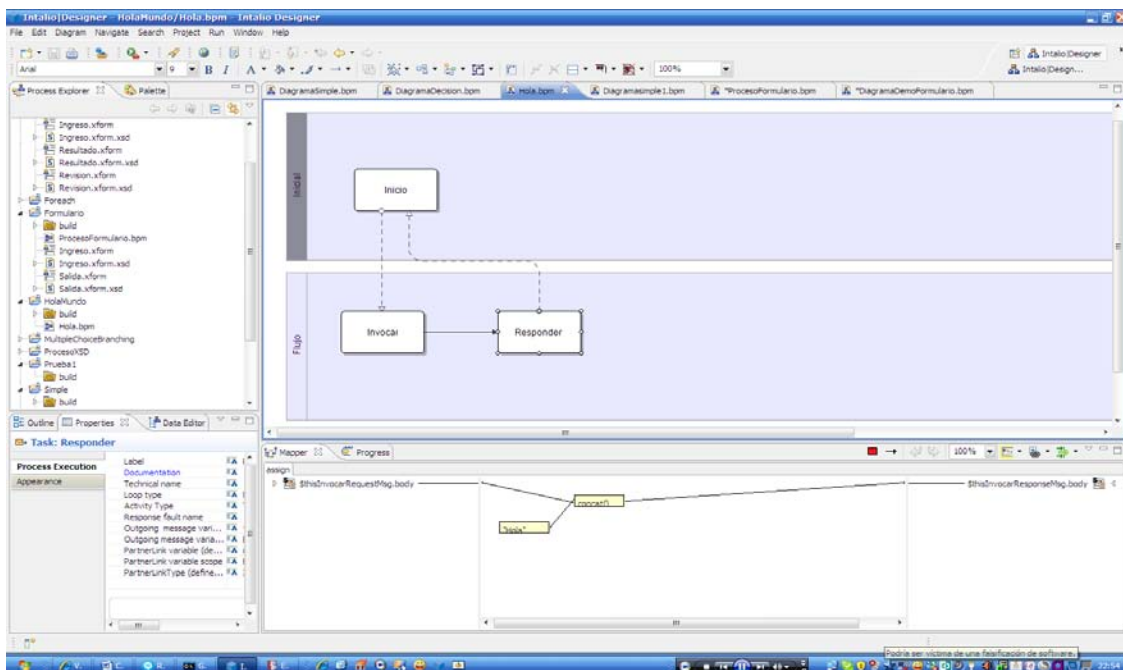 Intalio|Designer - HolaMundo/Hola.bpm - Intalio Designer
File Edit Diagram Navigate Search Project Run Window Help
Intalio|Designer
Arial 9 B I A 100%
Intalio|Design...
Process Explorer Palette
DiagramaSimple.bpm DiagramaDecision.bpm Hola.bpm Diagramasimple1.bpm *ProcesoFormulario.bpm *DiagramaDemoFormulario.bpm
Ingreso.xform
Ingreso.xform.xsd
Resultado.xform
Resultado.xform.xsd
Revision.xform
Revision.xform.xsd
Foreach
Formulario
build
ProcesoFormulario.bpm
Ingreso.xform
Ingreso.xform.xsd
Salida.xform
Salida.xform.xsd
HolaMundo
build
Hola.bpm
MultipleChoiceBranching
ProcesoXSD
Prueba1
build
Simple
build
Inicial
Inicio
Flujo
Invocar
Responder
Outline Properties Data Editor
Task: Responder
Process Execution
Appearance
Label
Documentation
Technical name
Loop type
Activity Type
Response fault name
Outgoing message vari...
Outgoing message varia...
PartnerLink variable (de...
PartnerLink variable scope
PartnerLinkType (define...
Mapper Progress
100%
assign
$thisInvocarRequestMsg.body
concat()
"Hola"
$thisInvocarResponseMsg.body
Podría ser víctima de una falsificación de software.
22:54